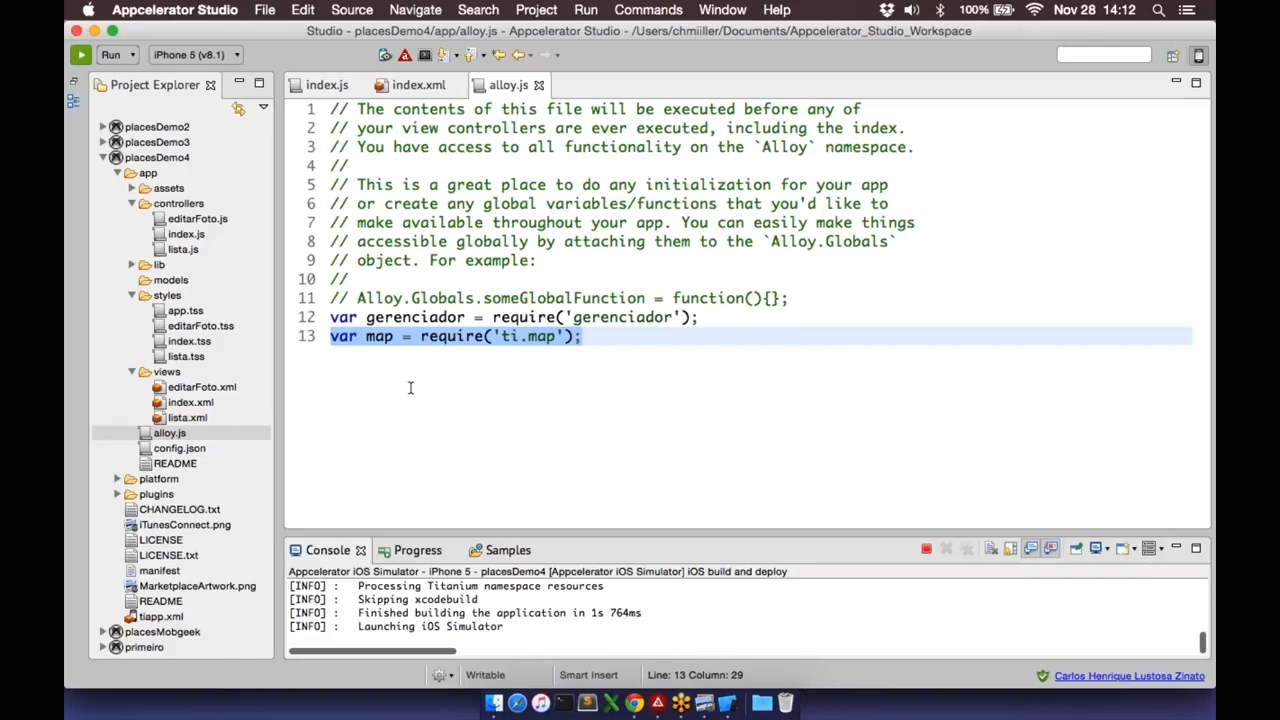 Appcelerator Studio File Edit Source Navigate Search Project Run Commands Window Help 100% Nov 28 14:12
Studio - placesDemo4/app/alloy.js - Appcelerator Studio - /Users/chmiiller/Documents/Appcelerator_Studio_Workspace
Run iPhone 5 (v8.1)
Project Explorer
index.js index.xml alloy.js
placesDemo2
placesDemo3
placesDemo4
app
assets
controllers
editarFoto.js
index.js
lista.js
lib
models
styles
app.tss
editarFoto.tss
index.tss
lista.tss
views
editarFoto.xml
index.xml
lista.xml
alloy.js
config.json
README
platform
plugins
CHANGELOG.txt
iTunesConnect.png
LICENSE
LICENSE.txt
manifest
MarketplaceArtwork.png
README
tiapp.xml
placesMobgeek
primeiro
1 // The contents of this file will be executed before any of
2 // your view controllers are ever executed, including the index.
3 // You have access to all functionality on the `Alloy` namespace.
4 //
5 // This is a great place to do any initialization for your app
6 // or create any global variables/functions that you'd like to
7 // make available throughout your app. You can easily make things
8 // accessible globally by attaching them to the `Alloy.Globals`
9 // object. For example:
10 //
11 // Alloy.Globals.someGlobalFunction = function(){};
12 var gerenciador = require('gerenciador');
13 var map = require('ti.map');
Console Progress Samples
Appcelerator iOS Simulator - iPhone 5 - placesDemo4 [Appcelerator iOS Simulator] iOS build and deploy
[INFO] : Processing Titanium namespace resources
[INFO] : Skipping xcodebuild
[INFO] : Finished building the application in 1s 764ms
[INFO] : Launching iOS Simulator
Writable Smart Insert Line: 13 Column: 29 Carlos Henrique Lustosa Zinato